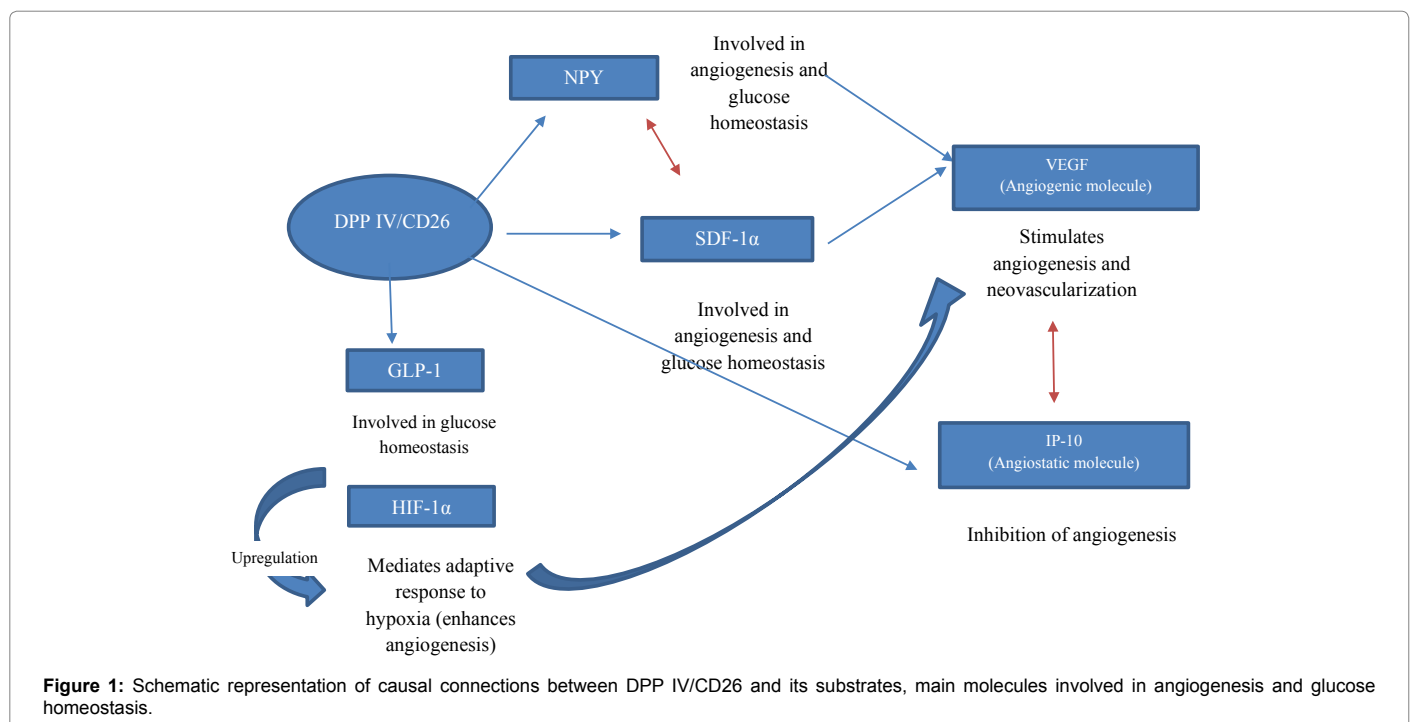 NPY
Involved in
angiogenesis and
glucose
homeostasis
VEGF
(Angiogenic molecule)
DPP IV/CD26
SDF-1α
Stimulates
angiogenesis and
neovascularization
Involved in
angiogenesis and
glucose homeostasis
GLP-1
Involved in glucose
homeostasis
IP-10
(Angiostatic molecule)
HIF-1α
Inhibition of angiogenesis
Upregulation
Mediates adaptive
response to
hypoxia (enhances
angiogenesis)
Figure 1: Schematic representation of causal connections between DPP IV/CD26 and its substrates, main molecules involved in angiogenesis and glucose
homeostasis.